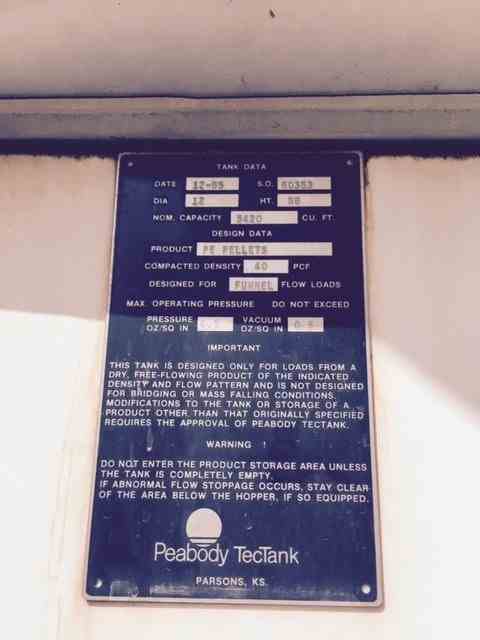 TANK DATA
DATE 12-85 S.O. 60353
DIA 12 HT. 58
NOM. CAPACITY 5420 CU. FT.
DESIGN DATA
PRODUCT PE PELLETS
COMPACTED DENSITY 40 PCF
DESIGNED FOR FUNNEL FLOW LOADS
MAX. OPERATING PRESSURE DO NOT EXCEED
PRESSURE VACUUM
OZ/SQ IN OZ/SQ IN
IMPORTANT
THIS TANK IS DESIGNED ONLY FOR LOADS FROM A
DRY, FREE-FLOWING PRODUCT OF THE INDICATED
DENSITY AND FLOW PATTERN AND IS NOT DESIGNED
FOR BRIDGING OR MASS FALLING CONDITIONS.
MODIFICATIONS TO THE TANK OR STORAGE OF A
PRODUCT OTHER THAN THAT ORIGINALLY SPECIFIED
REQUIRES THE APPROVAL OF PEABODY TECTANK.
WARNING !
DO NOT ENTER THE PRODUCT STORAGE AREA UNLESS
THE TANK IS COMPLETELY EMPTY.
IF ABNORMAL FLOW STOPPAGE OCCURS, STAY CLEAR
OF THE AREA BELOW THE HOPPER, IF SO EQUIPPED.
Peabody TecTank
PARSONS, KS.